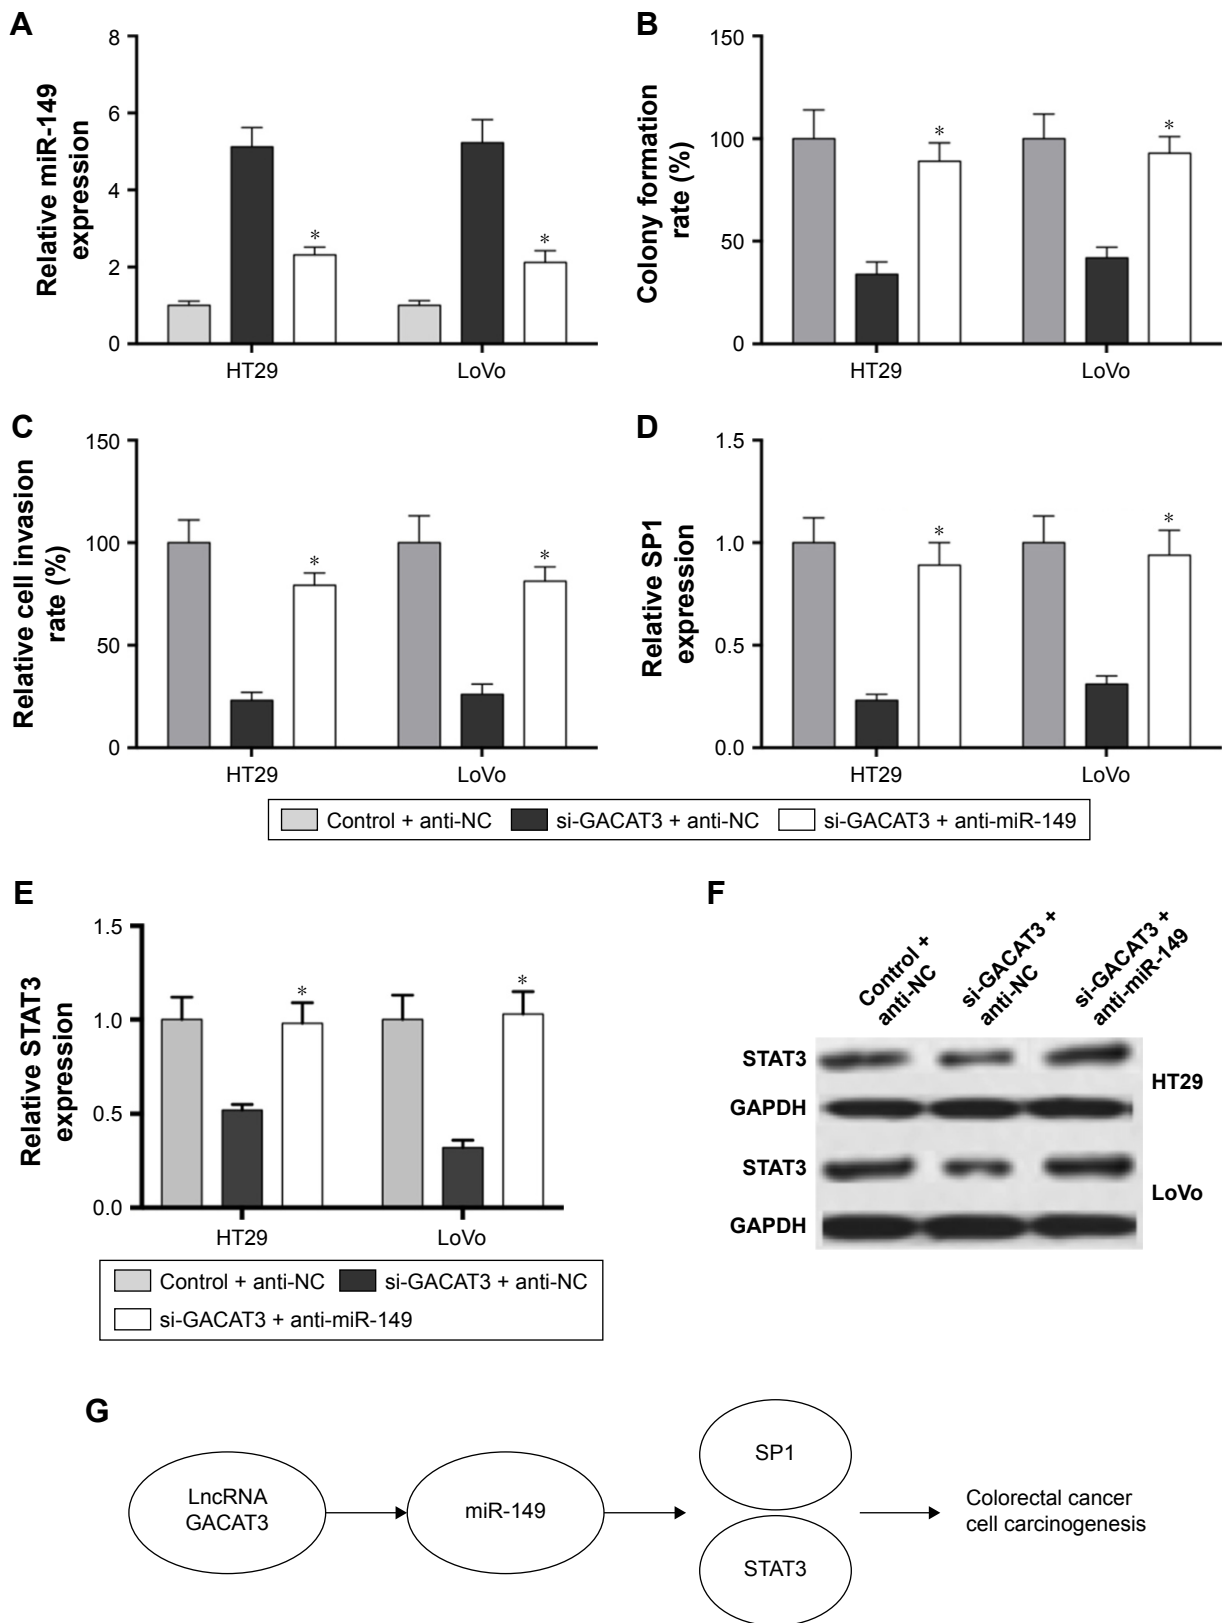 A
Relative miR-149
expression
8
6
4
2
0
*
*
HT29
LoVo
B
Colony formation
rate (%)
150
100
50
0
*
*
HT29
LoVo
C
Relative cell invasion
rate (%)
150
100
50
0
*
*
HT29
LoVo
D
Relative SP1
expression
1.5
1.0
0.5
0.0
*
*
HT29
LoVo
Control + anti-NC
si-GACAT3 + anti-NC
si-GACAT3 + anti-miR-149
E
Relative STAT3
expression
1.5
1.0
0.5
0.0
*
*
HT29
LoVo
Control + anti-NC
si-GACAT3 + anti-NC
si-GACAT3 + anti-miR-149
F
Control +
anti-NC
si-GACAT3 +
anti-NC
si-GACAT3 +
anti-miR-149
STAT3
GAPDH
HT29
STAT3
GAPDH
LoVo
G
LncRNA
GACAT3
miR-149
SP1
STAT3
Colorectal cancer
cell carcinogenesis